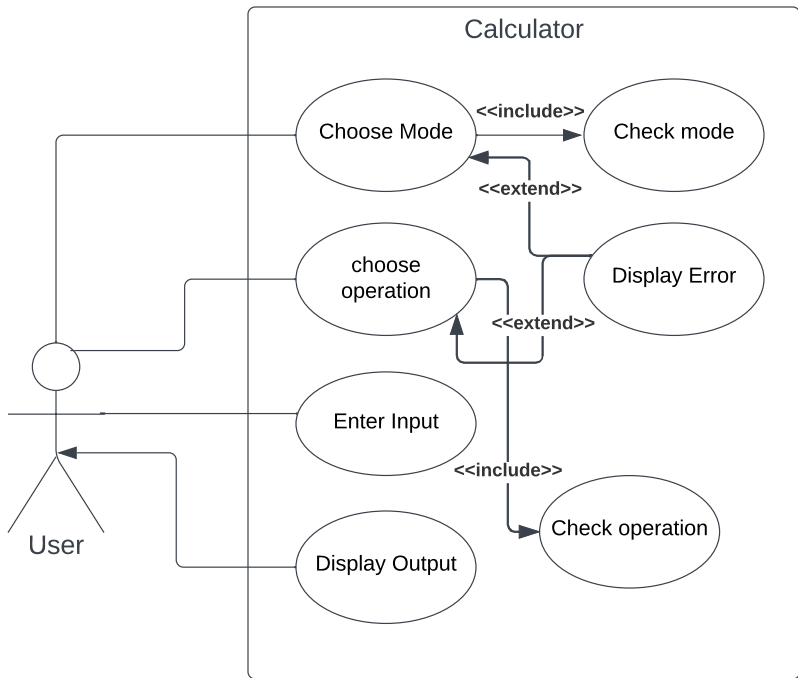 Calculator
Choose Mode
<<include>>
Check mode
<<extend>>
choose
operation
Display Error
<<extend>>
Enter Input
<<include>>
Check operation
User
Display Output